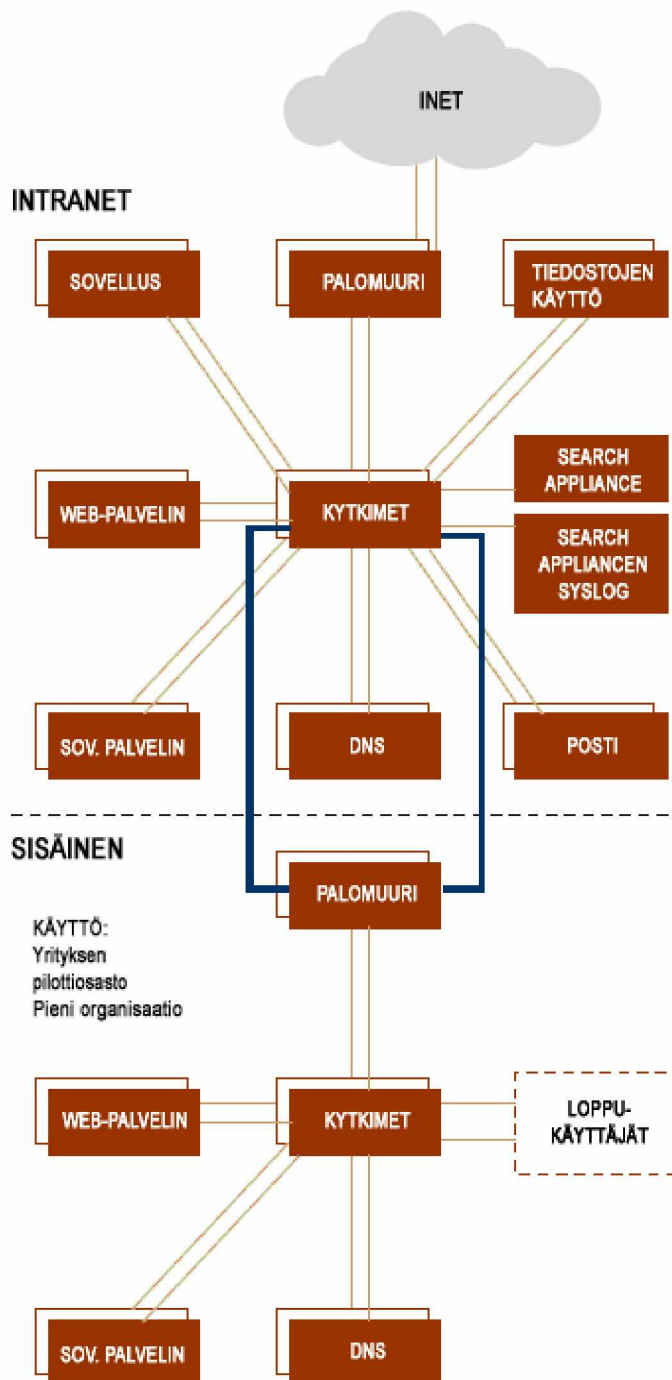 INET
INTRANET
SOVELLUS
PALOMUURI
TIEDOSTOJEN
KÄYTTÖ
WEB-PALVELIN
KYTKIMET
SEARCH
APPLIANCE
SEARCH
APPLIANCEN
SYSLOG
SOV. PALVELIN
DNS
POSTI
SISÄINEN
PALOMUURI
KÄYTTÖ:
Yrityksen
pilottiosasto
Pieni organisaatio
WEB-PALVELIN
KYTKIMET
LOPPU-
KÄYTTÄJÄT
SOV. PALVELIN
DNS